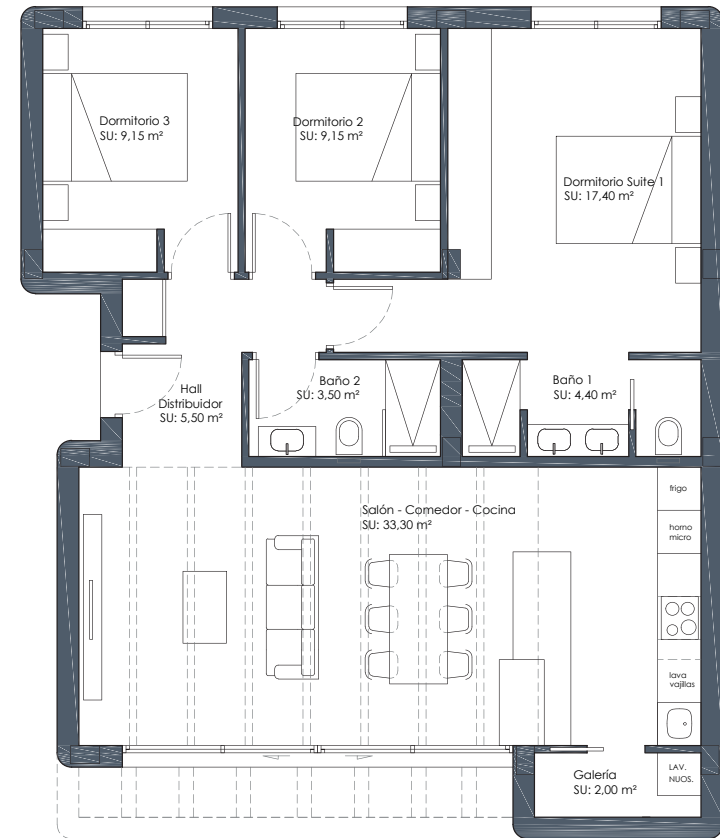 Dormitorio 3
SU: 9,15 m²
Dormitorio 2
SU: 9,15 m²
Dormitorio Suite 1
SU: 17,40 m²
Hall
Distribuidor
SU: 5,50 m²
Baño 2
SU: 3,50 m²
Baño 1
SU: 4,40 m²
Salón - Comedor - Cocina
SU: 33,30 m²
frigo
horno
micro
lava
vajillas
Galería
SU: 2,00 m²
LAV.
NUOS.